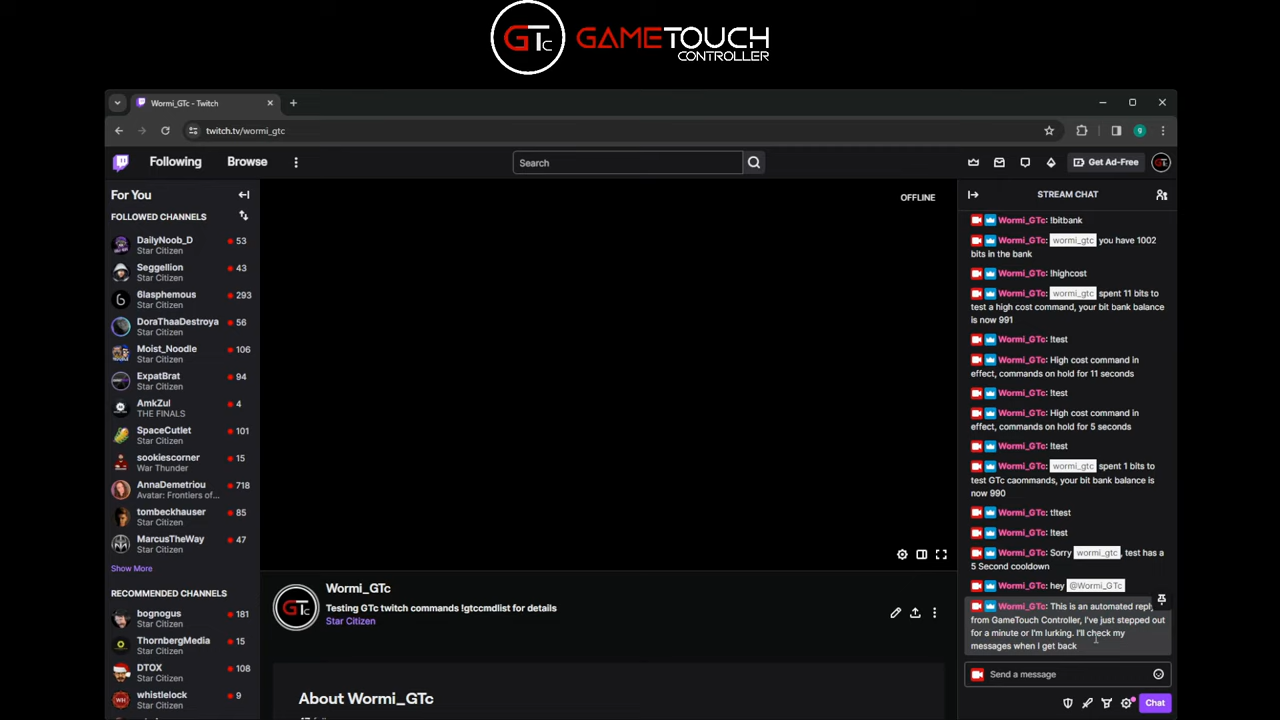 GTc GAMETOUCH
CONTROLLER
Wormi_GTc - Twitch
twitch.tv/wormi_gtc
9
Following
Browse
Search
Get Ad-Free
GT
For You
FOLLOWED CHANNELS
DailyNoob_D 53
Star Citizen
Seggellion 43
Star Citizen
6lasphemous 293
Star Citizen
DoraThaaDestroya 56
Star Citizen
Moist_Noodle 106
Star Citizen
ExpatBrat 94
Star Citizen
AmkZul 4
THE FINALS
SpaceCutlet 101
Star Citizen
sookiescorner 15
War Thunder
AnnaDemetriou 718
Avatar: Frontiers of...
tombeckhauser 85
Star Citizen
MarcusTheWay 47
Star Citizen
Show More
RECOMMENDED CHANNELS
bognogus 181
Star Citizen
ThornbergMedia 15
Star Citizen
DTOX 66
Star Citizen
whistlelock 9
OFFLINE
GTc
Wormi_GTc
Testing GTc twitch commands !gtccmdlist for details
Star Citizen
About Wormi_GTc
STREAM CHAT
Wormi_GTc: !bitbank
Wormi_GTc: wormi_gtc you have 1002
bits in the bank
Wormi_GTc: !highcost
Wormi_GTc: wormi_gtc spent 11 bits to
test a high cost command, your bit bank balance
is now 991
Wormi_GTc: !test
Wormi_GTc: High cost command in
effect, commands on hold for 11 seconds
Wormi_GTc: !test
Wormi_GTc: High cost command in
effect, commands on hold for 5 seconds
Wormi_GTc: !test
Wormi_GTc: wormi_gtc spent 1 bits to
test GTc caommands, your bit bank balance is
now 990
Wormi_GTc: t!test
Wormi_GTc: !test
Wormi_GTc: Sorry wormi_gtc , test has a
5 Second cooldown
Wormi_GTc: hey @Wormi_GTc
Wormi_GTc: This is an automated reply
from GameTouch Controller, I've just stepped out
for a minute or I'm lurking. I'll check my
messages when I get back
Send a message
Chat